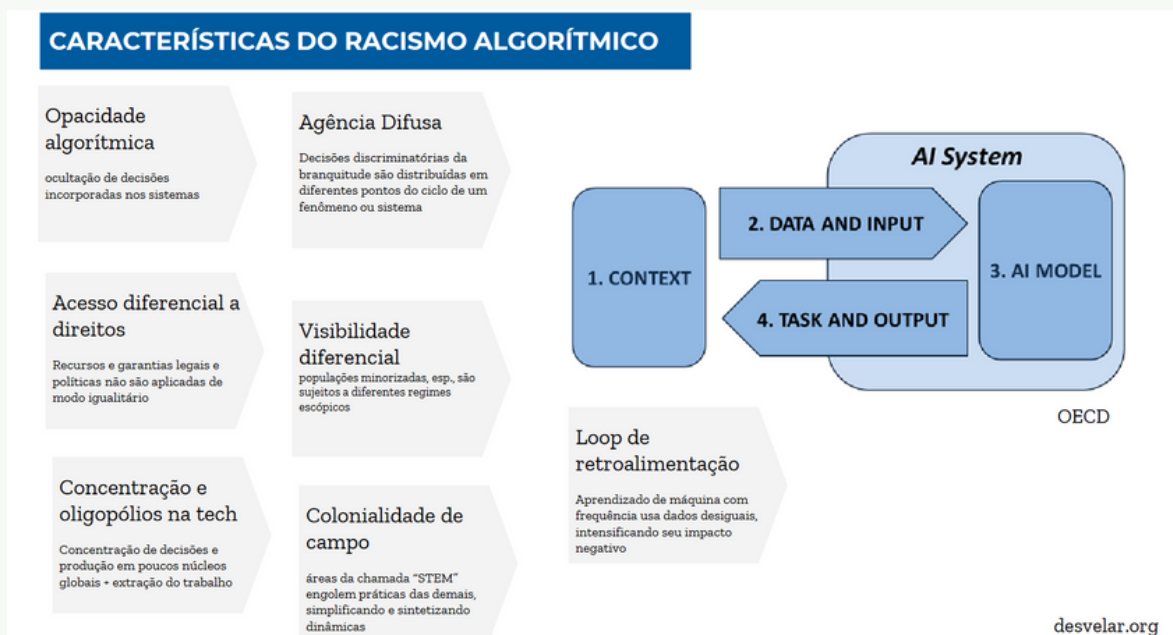 CARACTERÍSTICAS DO RACISMO ALGORÍTMICO
Opacidade
algorítmica
ocultação de decisões
incorporadas nos sistemas
Agência Difusa
Decisões discriminatórias da
branquitude são distribuídas em
diferentes pontos do ciclo de um
fenômeno ou sistema
Acesso diferencial a
direitos
Recursos e garantias legais e
políticas não são aplicadas de
modo igualitário
Visibilidade
diferencial
populações minorizadas, esp., são
sujeitos a diferentes regimes
escópicos
Concentração e
oligopólios na tech
Concentração de decisões e
produção em poucos núcleos
globais + extração do trabalho
Colonialidade de
campo
áreas da chamada “STEM”
engolem práticas das demais,
simplificando e sintetizando
dinâmicas
AI System
1. CONTEXT
2. DATA AND INPUT
3. AI MODEL
4. TASK AND OUTPUT
OECD
Loop de
retroalimentação
Aprendizado de máquina com
frequência usa dados desiguais,
intensificando seu impacto
negativo
desvelar.org